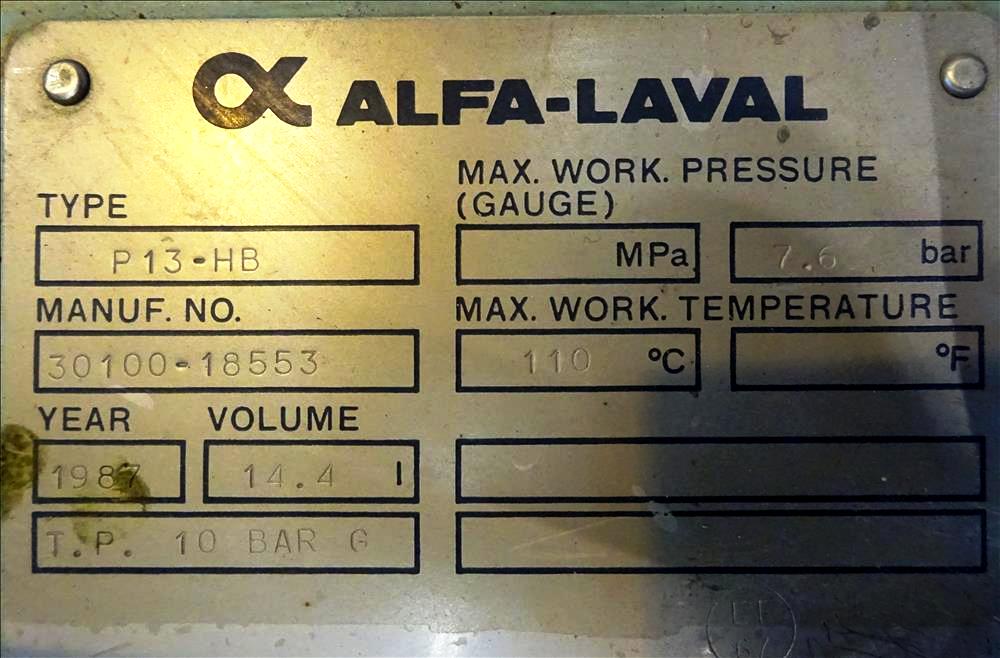 ALFA-LAVAL
TYPE
P13-HB
MANUF. NO.
30100-18553
YEAR
1987
VOLUME
14.4 l
T.P. 10 BAR G
MAX. WORK. PRESSURE
(GAUGE)
MPa
7.6 bar
MAX. WORK. TEMPERATURE
110 °C
°F